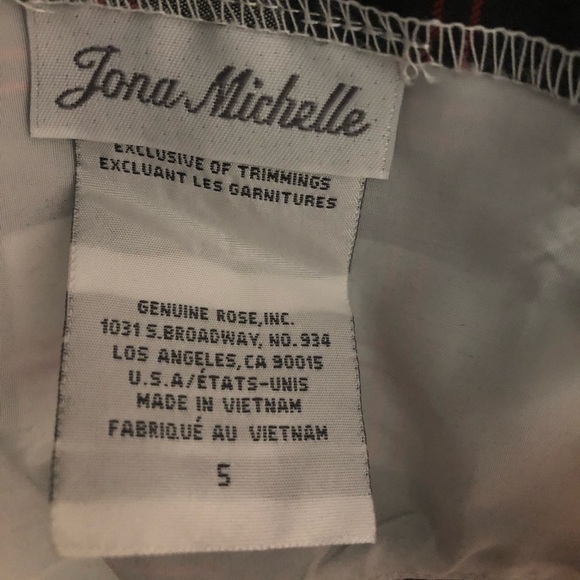 Jona Michelle
EXCLUSIVE OF TRIMMINGS
EXCLUANT LES GARNITURES
GENUINE ROSE,INC.
1031 S.BROADWAY, NO.934
LOS ANGELES,CA 90015
U.S.A/ÉTATS-UNIS
MADE IN VIETNAM
FABRIQUÉ AU VIETNAM
5